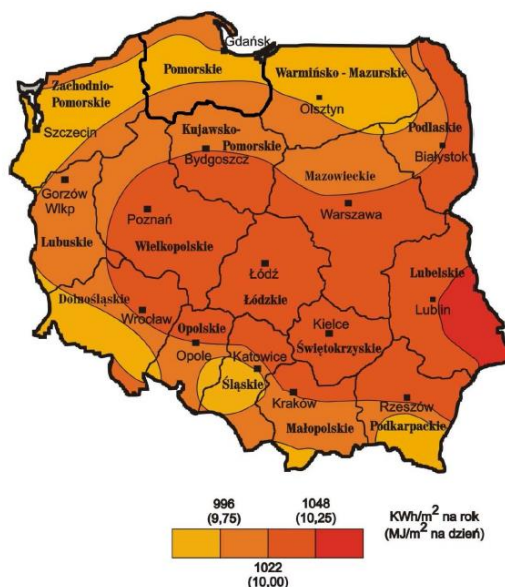 Gdańsk
Pomorskie
Warmińsko - Mazurskie
Olsztyn
Zachodnio-
Pomorskie
Szczecin
Podlaskie
Białystok
Kujawsko-
Pomorskie
Bydgoszcz
Mazowieckie
Warszawa
Gorzów
Wlkp
Lubuskie
Poznań
Wielkopolskie
Łódź
Łódzkie
Lubelskie
Lublin
Dolnośląskie
Wrocław
Opolskie
Opole
Kielce
Świętokrzyskie
Katowice
Śląskie
Kraków
Małopolskie
Rzeszów
Podkarpackie
996
(9,75)
1048
(10,25)
KWh/m² na rok
(MJ/m² na dzień)
1022
(10,00)